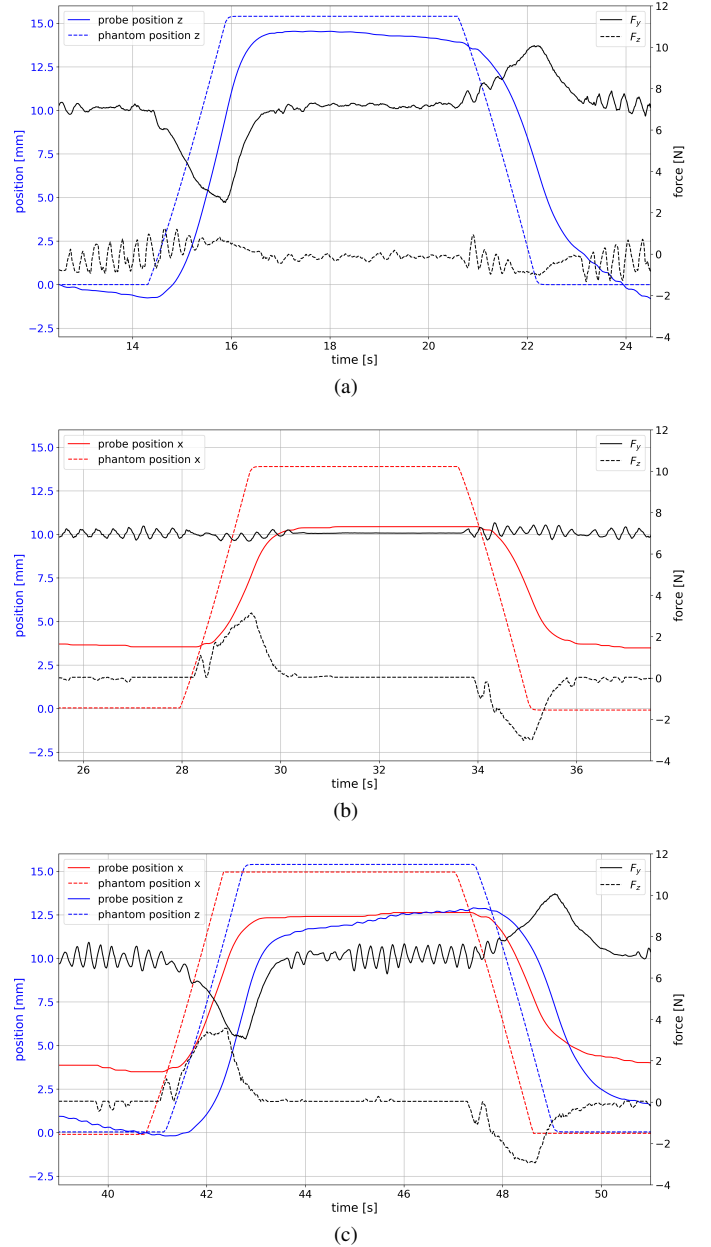 probe position z
phantom position z
F_y
F_z
15.0
12.5
10.0
7.5
5.0
2.5
0.0
−2.5
position [mm]
12
10
8
6
4
2
0
−2
−4
force [N]
14 16 18 20 22 24
time [s]
(a)
probe position x
phantom position x
F_y
F_z
15.0
12.5
10.0
7.5
5.0
2.5
0.0
−2.5
position [mm]
12
10
8
6
4
2
0
−2
−4
force [N]
26 28 30 32 34 36
time [s]
(b)
probe position x
phantom position x
probe position z
phantom position z
F_y
F_z
15.0
12.5
10.0
7.5
5.0
2.5
0.0
−2.5
position [mm]
12
10
8
6
4
2
0
−2
−4
force [N]
40 42 44 46 48 50
time [s]
(c)